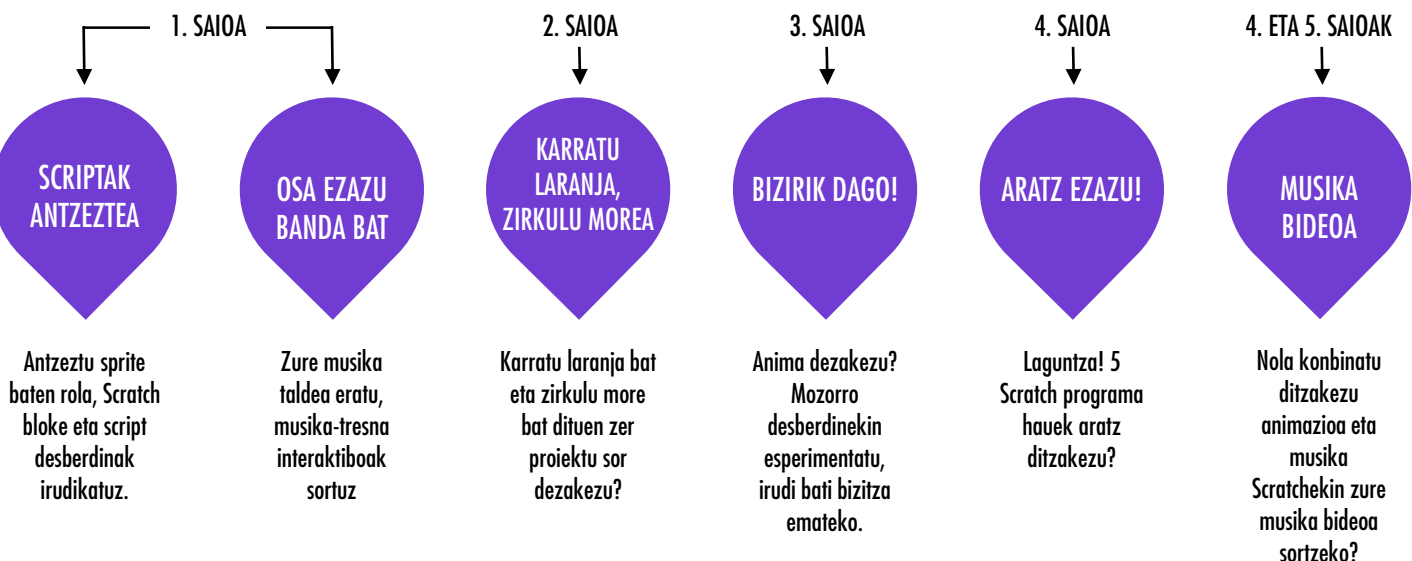 1. SAIOA
2. SAIOA
3. SAIOA
4. SAIOA
4. ETA 5. SAIOAK
SCRIPTAK
ANTZEZTEA
OSA EZAZU
BANDA BAT
KARRATU
LARANJA,
ZIRKULU MOREA
BIZIRIK DAGO!
ARATZ EZAZU!
MUSIKA
BIDEOA
Antzeztu sprite
baten rola, Scratch
bloke eta script
desberdinak
irudikatuz.
Zure musika
taldea eratu,
musika-tresna
interaktiboak
sortuz
Karratu laranja bat
eta zirkulu more
bat dituen zer
proiektu sor
dezakezu?
Anima dezakezu?
Mozorro
desberdinekin
esperimentatu,
irudi bati bizitza
emateko.
Laguntza! 5
Scratch programa
hauek aratz
ditzakezu?
Nola konbinatu
ditzakezu
animazioa eta
musika
Scratchekin zure
musika bideoa
sortzeko?